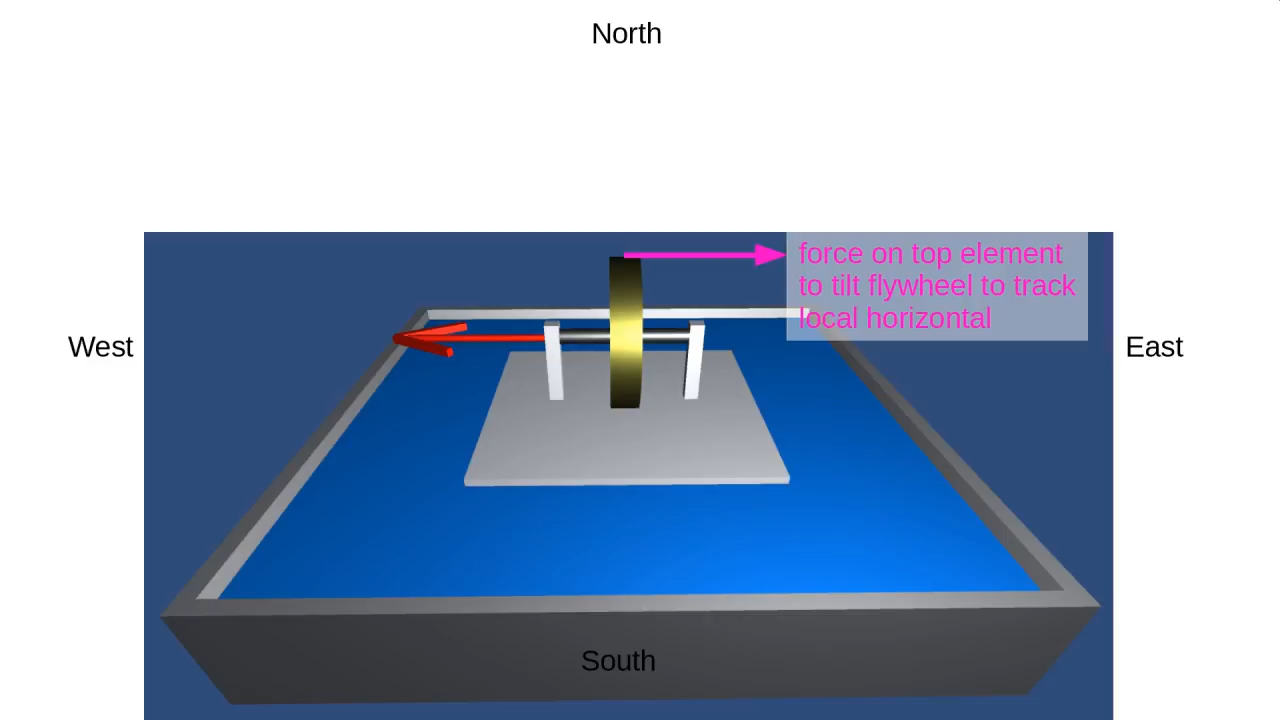 North
force on top element
to tilt flywheel to track
local horizontal
West
East
South